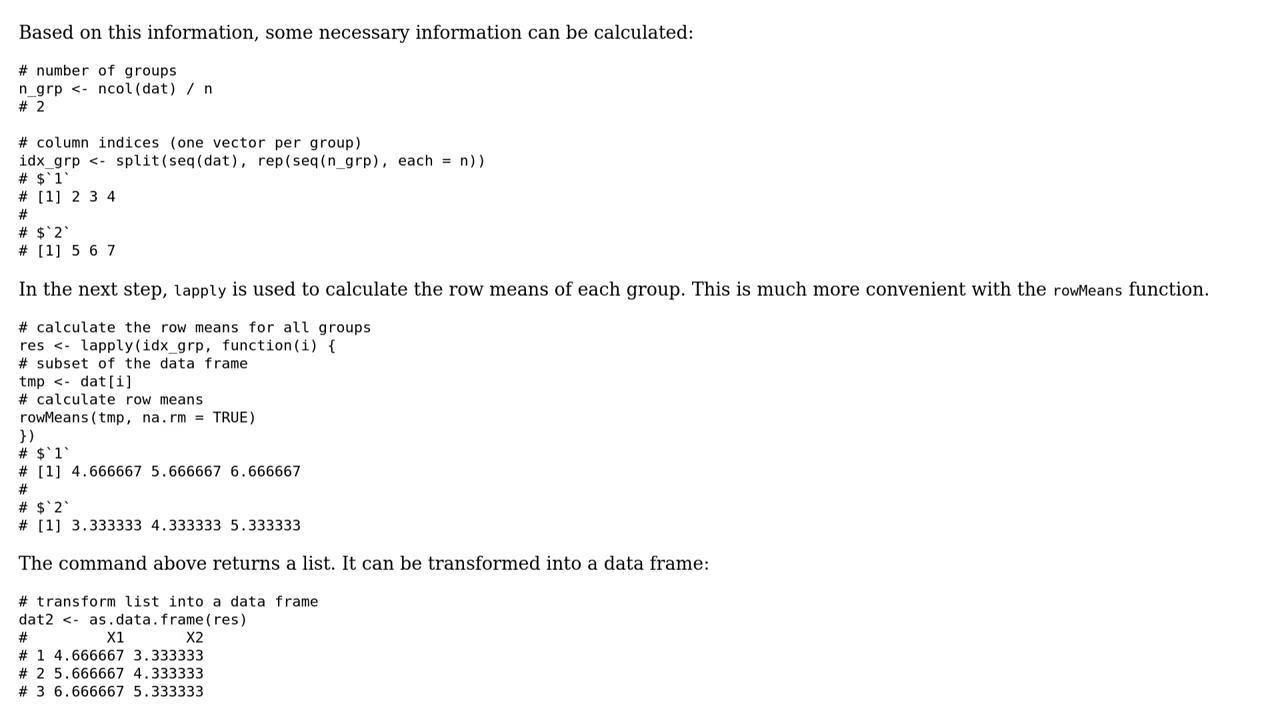 Based on this information, some necessary information can be calculated:
# number of groups
n_grp <- ncol(dat) / n
# 2
# column indices (one vector per group)
idx_grp <- split(seq(dat), rep(seq(n_grp), each = n))
# $`1`
# [1] 2 3 4
#
# $`2`
# [1] 5 6 7
In the next step, lapply is used to calculate the row means of each group. This is much more convenient with the rowMeans function.
# calculate the row means for all groups
res <- lapply(idx_grp, function(i) {
# subset of the data frame
tmp <- dat[i]
# calculate row means
rowMeans(tmp, na.rm = TRUE)
})
# $`1`
# [1] 4.666667 5.666667 6.666667
#
# $`2`
# [1] 3.333333 4.333333 5.333333
The command above returns a list. It can be transformed into a data frame:
# transform list into a data frame
dat2 <- as.data.frame(res)
#         X1       X2
# 1 4.666667 3.333333
# 2 5.666667 4.333333
# 3 6.666667 5.333333